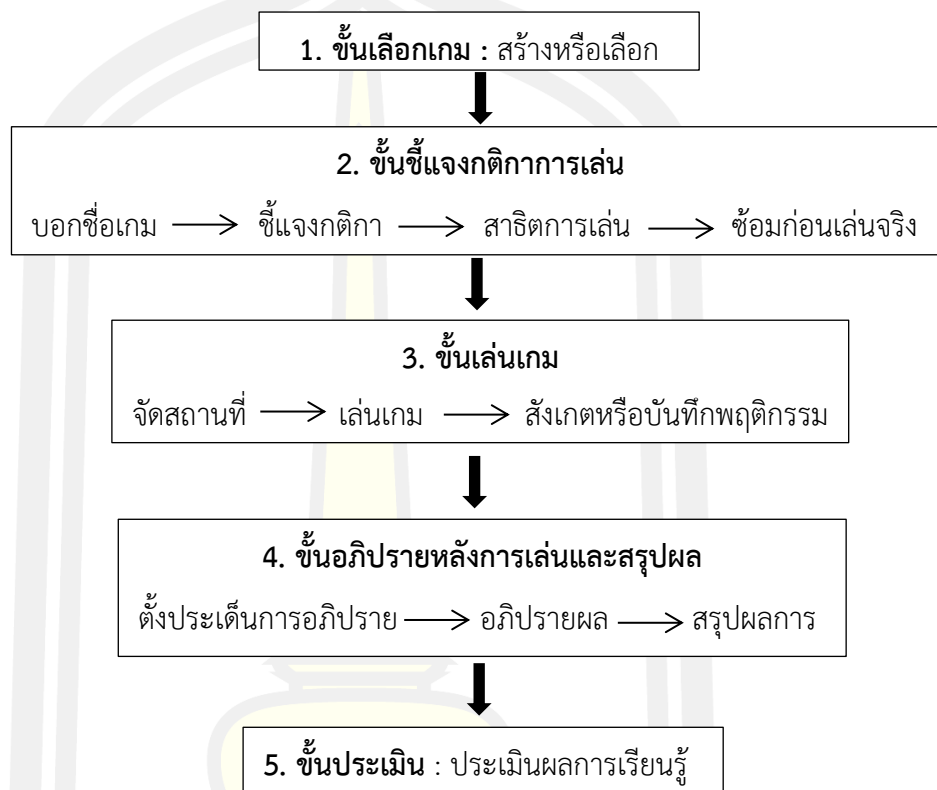 1. ขั้นเลือกเกม : สร้างหรือเลือก
2. ขั้นชี้แจงกติกาการเล่น
บอกชื่อเกม ⟶ ชี้แจงกติกา ⟶ สาธิตการเล่น ⟶ ซ้อมก่อนเล่นจริง
3. ขั้นเล่นเกม
จัดสถานที่ ⟶ เล่นเกม ⟶ สังเกตหรือบันทึกพฤติกรรม
4. ขั้นอภิปรายหลังการเล่นและสรุปผล
ตั้งประเด็นการอภิปราย ⟶ อภิปรายผล ⟶ สรุปผลการ
5. ขั้นประเมิน : ประเมินผลการเรียนรู้